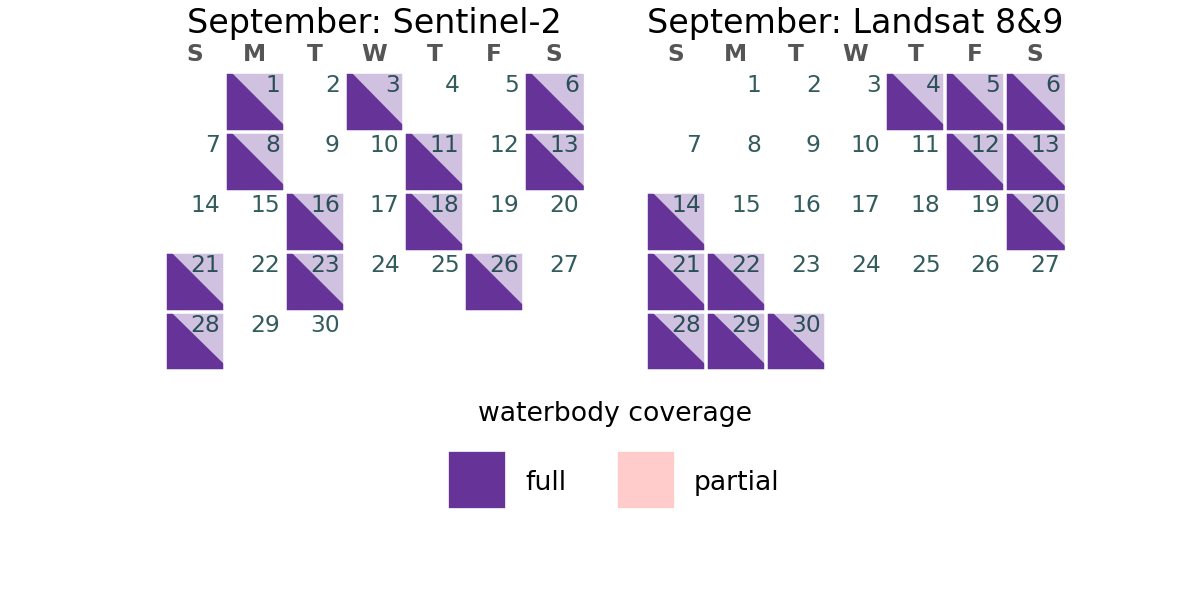 September: Sentinel-2
S M T W T F S
1 2 3 4 5 6
7 8 9 10 11 12 13
14 15 16 17 18 19 20
21 22 23 24 25 26 27
28 29 30
September: Landsat 8&9
S M T W T F S
1 2 3 4 5 6
7 8 9 10 11 12 13
14 15 16 17 18 19 20
21 22 23 24 25 26 27
28 29 30
waterbody coverage
full partial